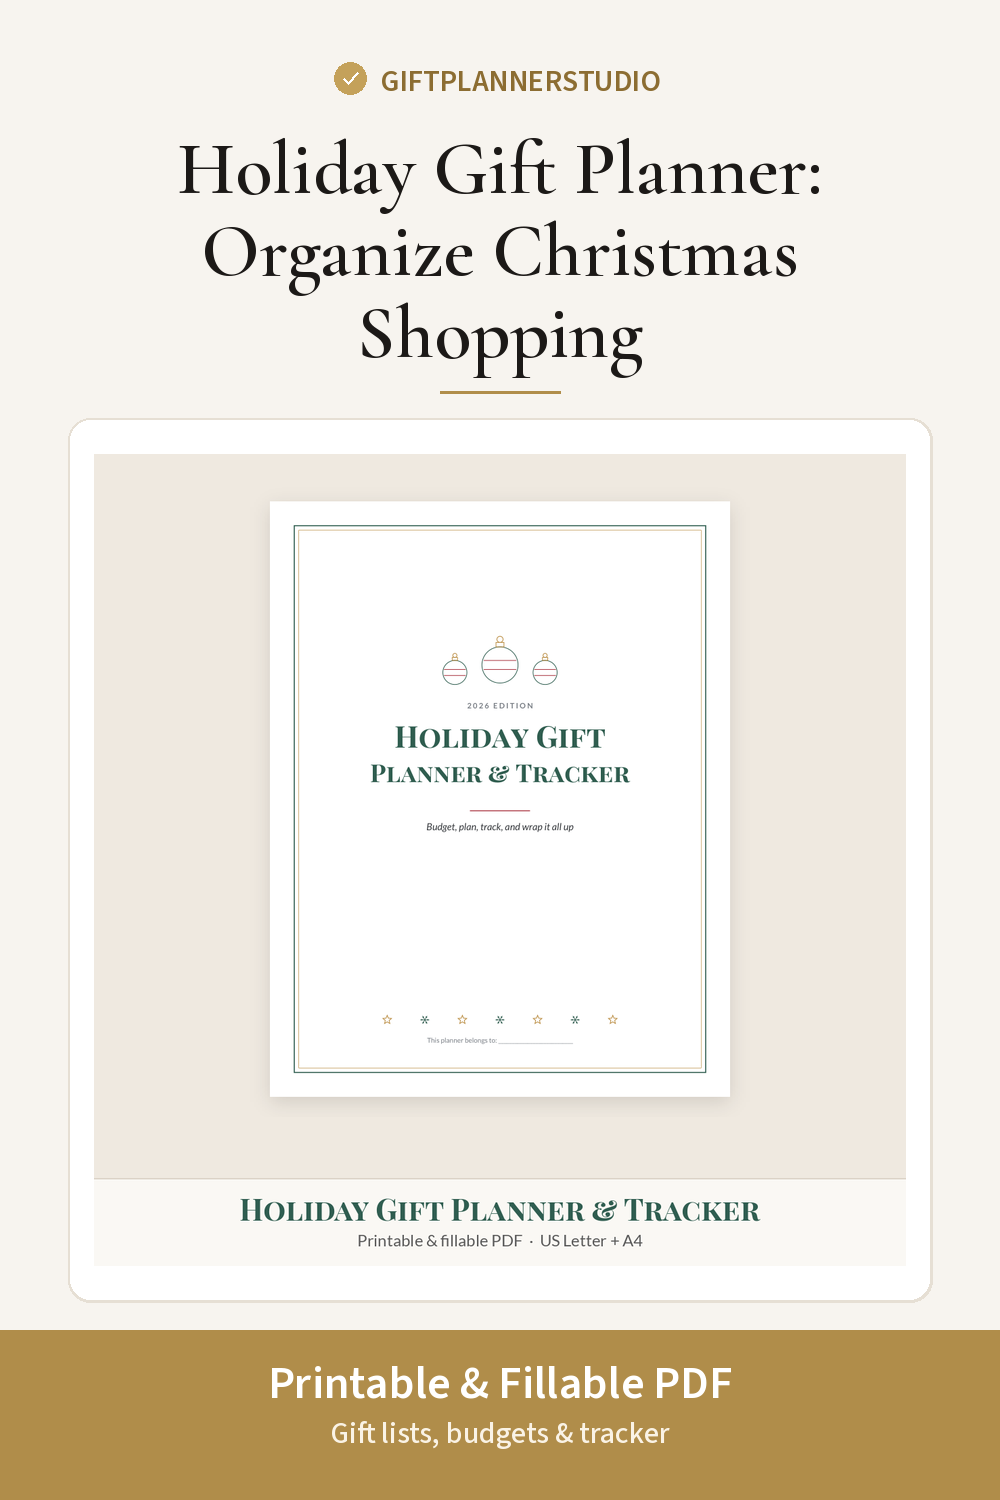 GIFTPLANNERSTUDIO
Holiday Gift Planner:
Organize Christmas
Shopping
2026 EDITION
HOLIDAY GIFT
PLANNER & TRACKER
Budget, plan, track, and wrap it all up
This planner belongs to:
HOLIDAY GIFT PLANNER & TRACKER
Printable & fillable PDF · US Letter + A4
Printable & Fillable PDF
Gift lists, budgets & tracker